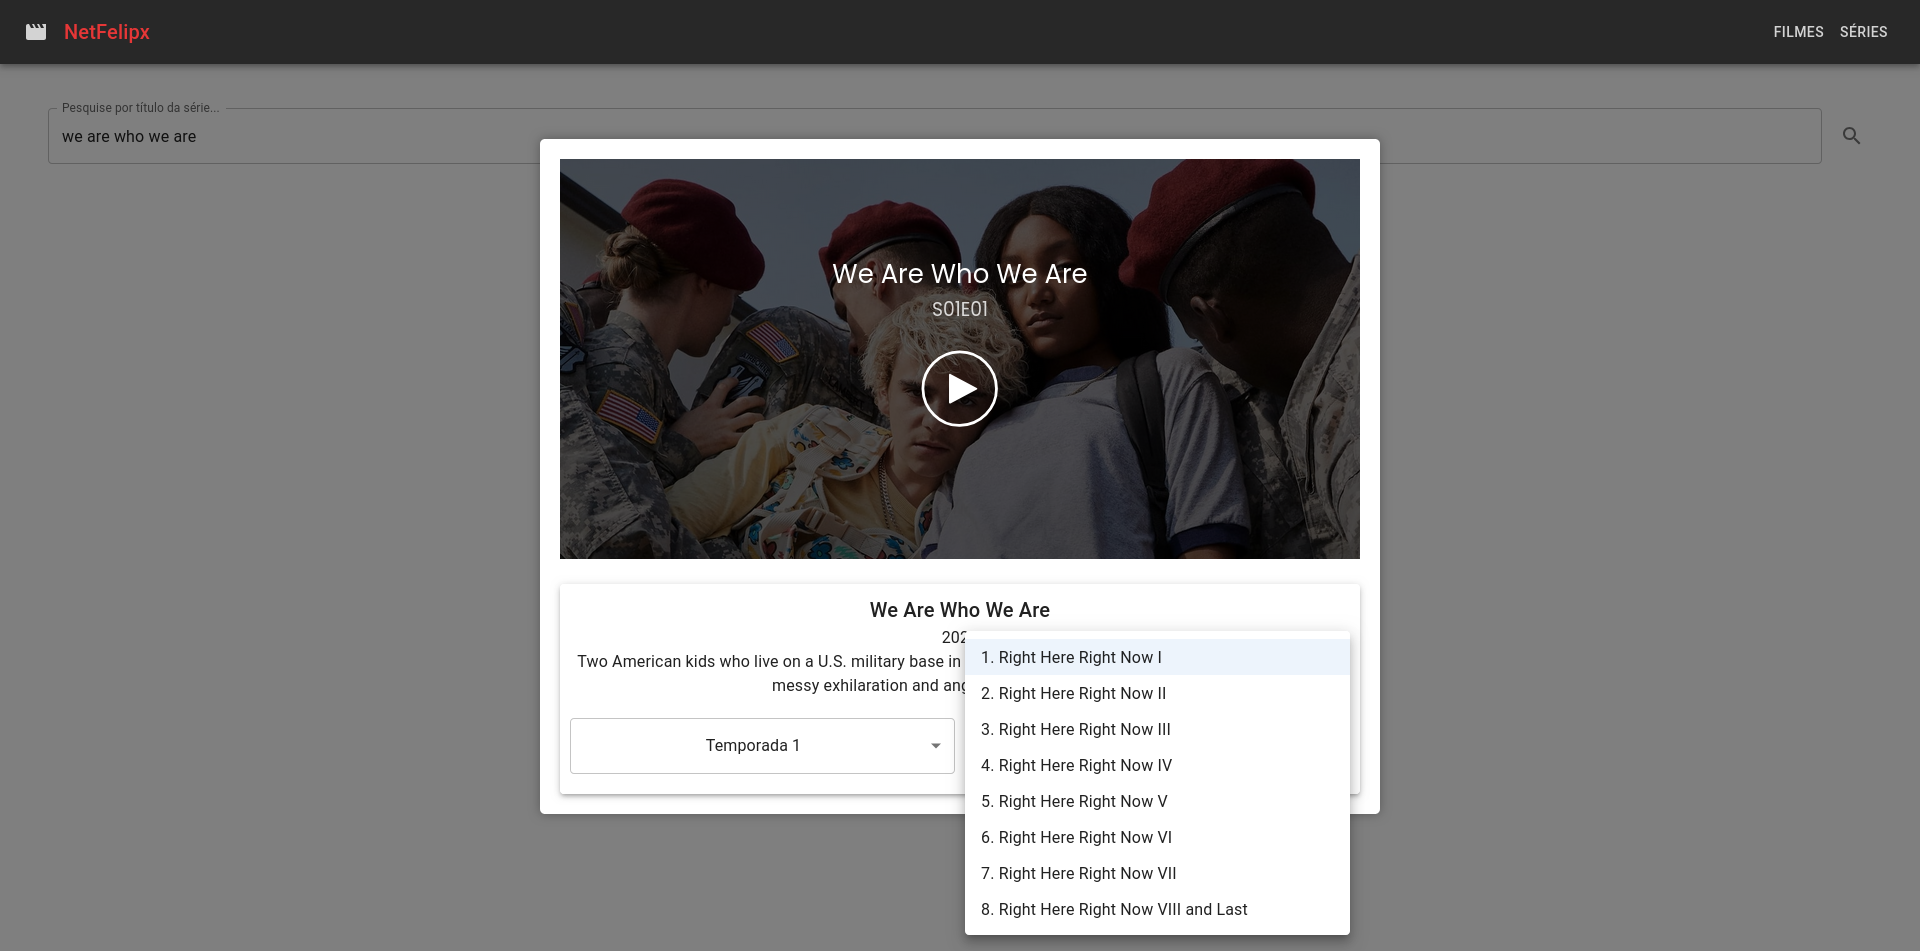 NetFelipx
FILMES SÉRIES
Pesquise por título da série...
we are who we are
We Are Who We Are
S01E01
We Are Who We Are
202
Two American kids who live on a U.S. military base in
messy exhilaration and ang
Temporada 1
1. Right Here Right Now I
2. Right Here Right Now II
3. Right Here Right Now III
4. Right Here Right Now IV
5. Right Here Right Now V
6. Right Here Right Now VI
7. Right Here Right Now VII
8. Right Here Right Now VIII and Last